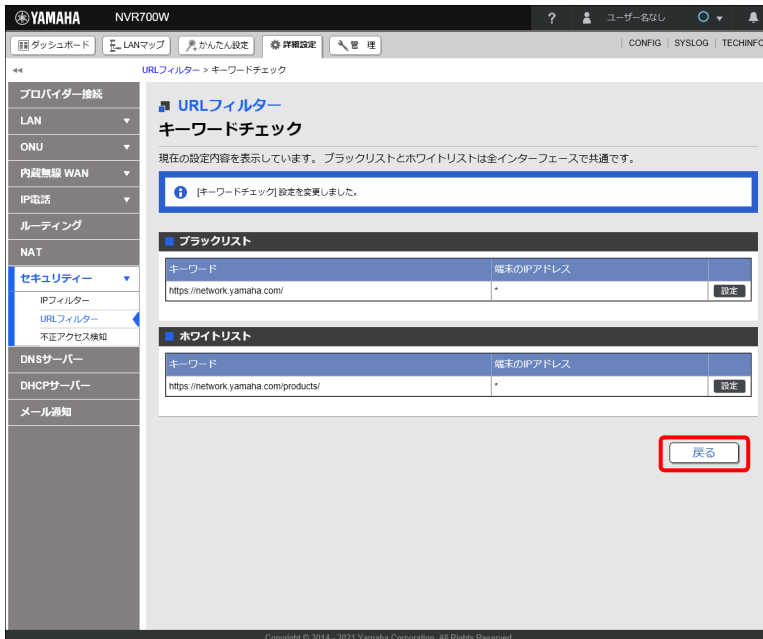 YAMAHA NVR700W ? ユーザー名なし
ダッシュボード LANマップ かんたん設定 詳細設定 管 理 CONFIG SYSLOG TECHINFO
URLフィルター > キーワードチェック
プロバイダー接続
LAN
ONU
内蔵無線 WAN
IP電話
ルーティング
NAT
セキュリティー
IPフィルター
URLフィルター
不正アクセス検知
DNSサーバー
DHCPサーバー
メール通知
URLフィルター
キーワードチェック
現在の設定内容を表示しています。 ブラックリストとホワイトリストは全インターフェースで共通です。
[キーワードチェック] 設定を変更しました。
ブラックリスト
キーワード 端末のIPアドレス
https://network.yamaha.com/ * 設定
ホワイトリスト
キーワード 端末のIPアドレス
https://network.yamaha.com/products/ * 設定
戻る
Copyright © 2014 - 2021 Yamaha Corporation. All Rights Reserved.